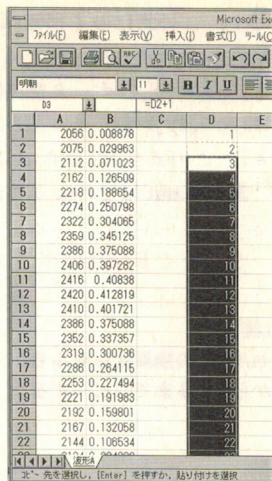 Microsoft Exc
ファイル(F) 編集(E) 表示(V) 挿入(I) 書式(T) ツール(O
明朝 11 B I U
D3 =D2+1
A B C D E
1 2056 0.008878 1
2 2075 0.029963 2
3 2112 0.071023 3
4 2162 0.126509 4
5 2218 0.188654 5
6 2274 0.250798 6
7 2322 0.304065 7
8 2359 0.345125 8
9 2386 0.375088 9
10 2406 0.397282 10
11 2416 0.40838 11
12 2420 0.412819 12
13 2410 0.401721 13
14 2386 0.375088 14
15 2352 0.337357 15
16 2319 0.300736 16
17 2286 0.264115 17
18 2253 0.227494 18
19 2221 0.191983 19
20 2192 0.159801 20
21 2167 0.132058 21
22 2144 0.106534 22
波形A
コピー先を選択し，[Enter] を押すか，貼り付けを選択